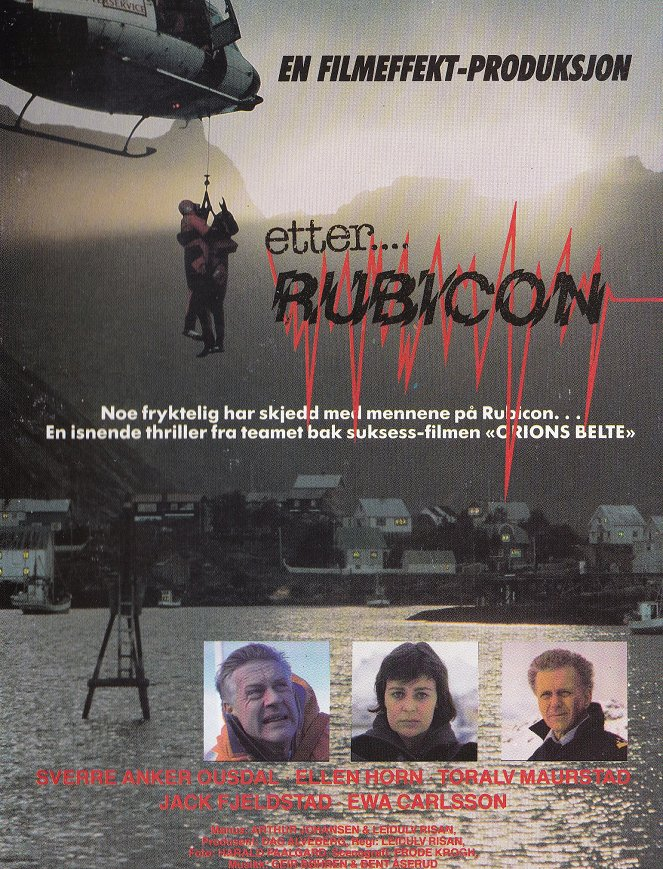 SERVICE
EN FILMEFFEKT-PRODUKSJON
etter....
RUBICON
Noe fryktelig har skjedd med mennene på Rubicon. . .
En isnende thriller fra teamet bak suksess-filmen «ORIONS BELTE»
SVERRE ANKER OUSDAL ELLEN HORN TORALV MAURSTAD
JACK FJELDSTAD EWA CARLSSON
Manus: ARTHUR JOHANSEN & LEIDULV RISAN,
Produsent: DAG ALVEBERG, Regi: LEIDULV RISAN,
Foto: HARALD PAALGARD, Scenografi: FRODE KROGH,
Musikk: GEIR BØHREN & BENT ÅSERUD